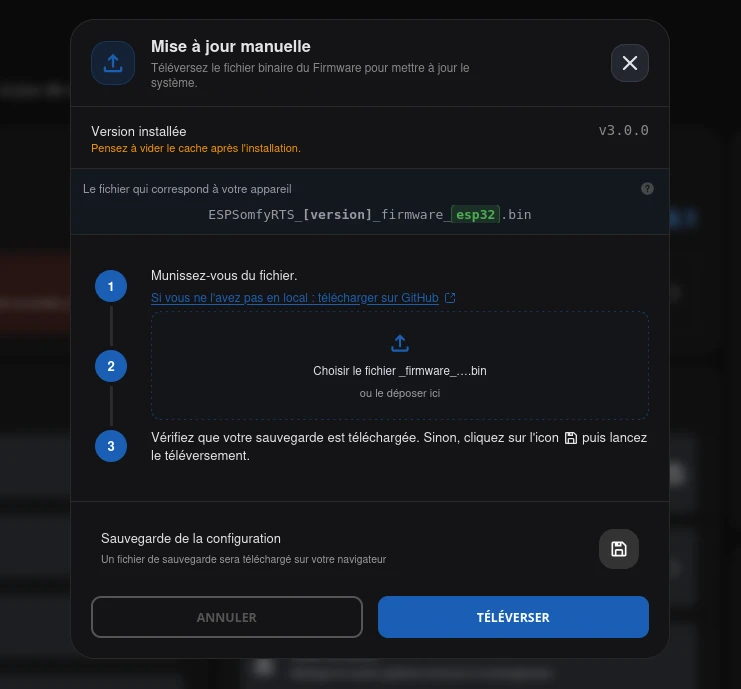 Mise à jour manuelle
Téléversez le fichier binaire du Firmware pour mettre à jour le
système.
Version installée
v3.0.0
Pensez à vider le cache après l'installation.
Le fichier qui correspond à votre appareil
?
ESPSomfyRTS_[version]_firmware_esp32.bin
1
Munissez-vous du fichier.
Si vous ne l'avez pas en local : télécharger sur GitHub
2
Choisir le fichier _firmware_....bin
ou le déposer ici
3
Vérifiez que votre sauvegarde est téléchargée. Sinon, cliquez sur l'icon puis lancez
le téléversement.
Sauvegarde de la configuration
Un fichier de sauvegarde sera téléchargé sur votre navigateur
ANNULER
TÉLÉVERSER